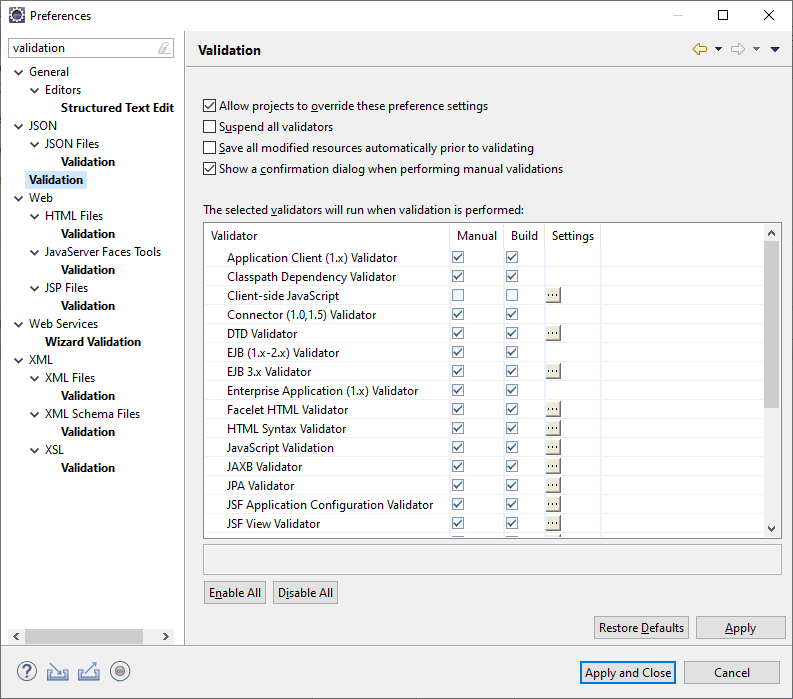 Preferences
validation
General
Editors
Structured Text Edit
JSON
JSON Files
Validation
Validation
Web
HTML Files
Validation
JavaServer Faces Tools
Validation
JSP Files
Validation
Web Services
Wizard Validation
XML
XML Files
Validation
XML Schema Files
Validation
XSL
Validation
Validation
Allow projects to override these preference settings
Suspend all validators
Save all modified resources automatically prior to validating
Show a confirmation dialog when performing manual validations
The selected validators will run when validation is performed:
Validator Manual Build Settings
Application Client (1.x) Validator
Classpath Dependency Validator
Client-side JavaScript ...
Connector (1.0,1.5) Validator
DTD Validator ...
EJB (1.x-2.x) Validator
EJB 3.x Validator ...
Enterprise Application (1.x) Validator
Facelet HTML Validator ...
HTML Syntax Validator ...
JavaScript Validation ...
JAXB Validator ...
JPA Validator ...
JSF Application Configuration Validator ...
JSF View Validator ...
Enable All Disable All
Restore Defaults Apply
? Apply and Close Cancel